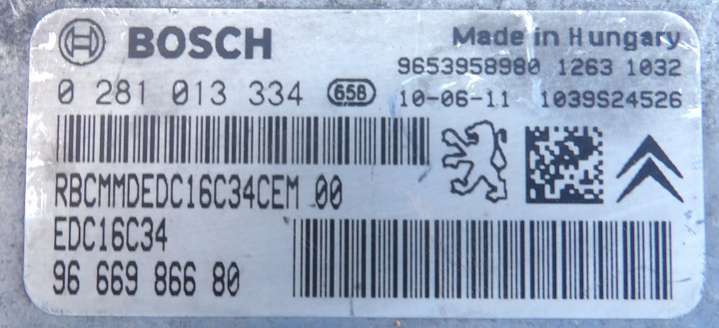 BOSCH
Made in Hungary
9653958980 1263 1032
0 281 013 334 658
10-06-11 1039S24526
RBCMMDEDC16C34CEM 00
EDC16C34
96 669 866 80